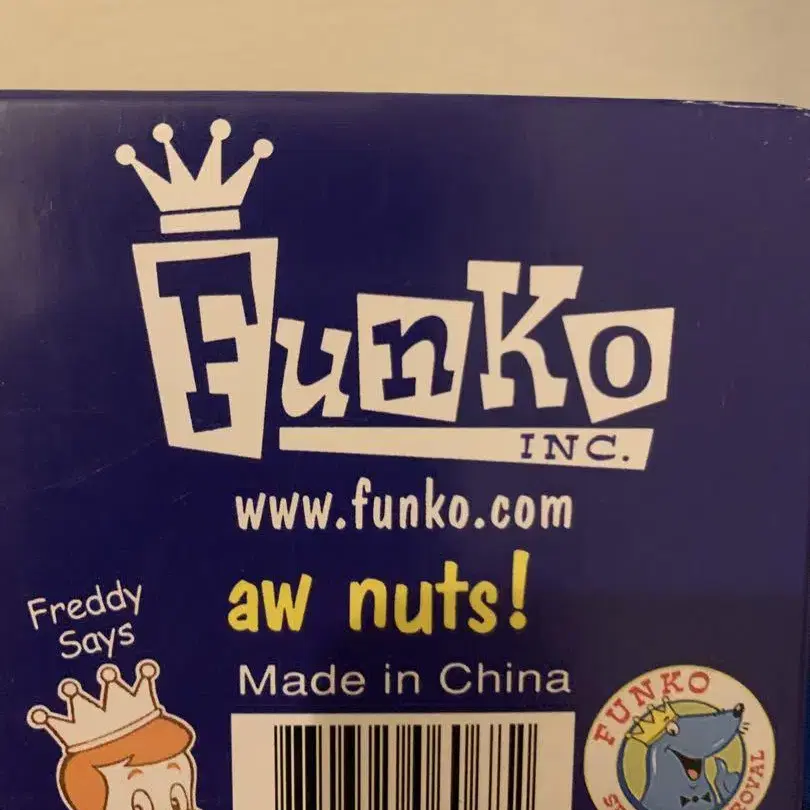 Funko
INC.
www.funko.com
aw nuts!
Freddy
Says
Made in China
FUNKO